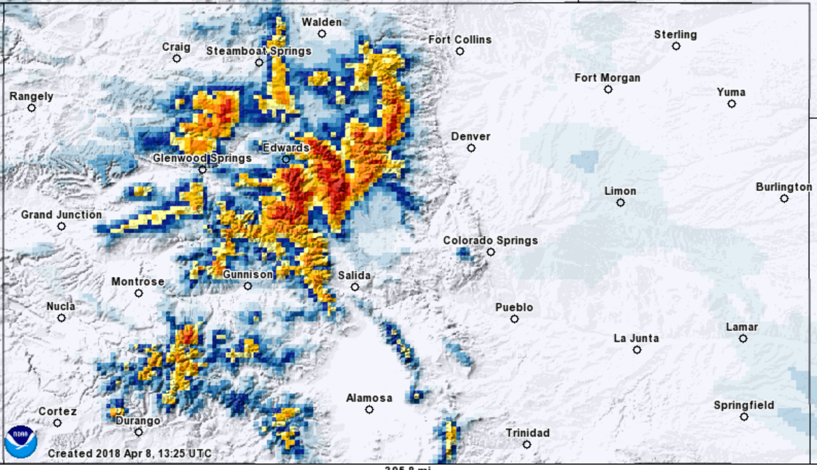 Walden
Craig
Steamboat Springs
Fort Collins
Sterling
Fort Morgan
Yuma
Rangely
Denver
Edwards
Glenwood Springs
Limon
Burlington
Grand Junction
Colorado Springs
Montrose
Gunnison
Salida
Nucla
Pueblo
La Junta
Lamar
Alamosa
Springfield
Cortez
Durango
Trinidad
NOAA
Created 2018 Apr 8, 13:25 UTC